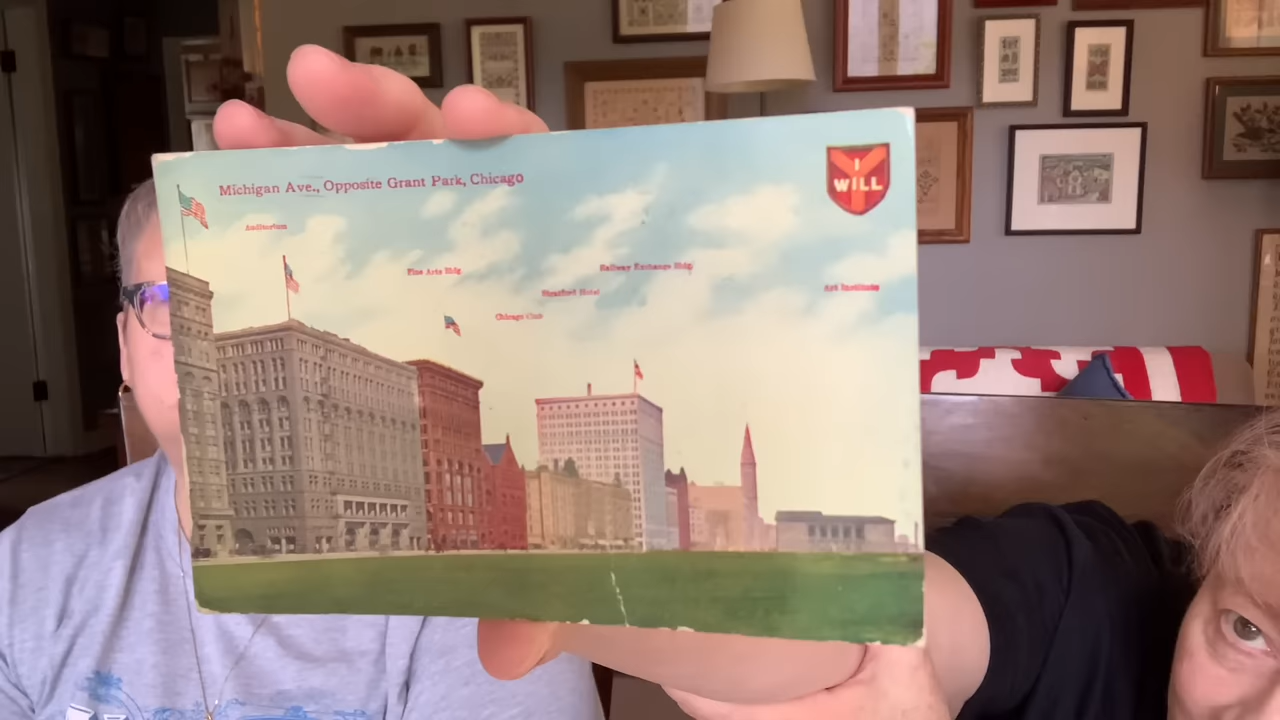 Michigan Ave., Opposite Grant Park, Chicago
I
WILL
Auditorium
Fine Arts Bldg.
Railway Exchange Bldg.
Stratford Hotel
Art Institute
Chicago Club